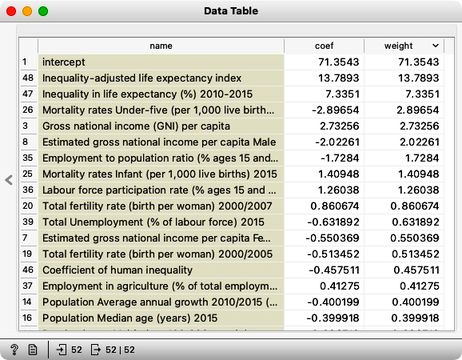 Data Table
name coef weight
1 intercept 71.3543 71.3543
48 Inequality-adjusted life expectancy index 13.7893 13.7893
47 Inequality in life expectancy (%) 2010-2015 7.3351 7.3351
26 Mortality rates Under-five (per 1,000 live birth... -2.89654 2.89654
3 Gross national income (GNI) per capita 2.73256 2.73256
8 Estimated gross national income per capita Male -2.02261 2.02261
35 Employment to population ratio (% ages 15 and... -1.7284 1.7284
25 Mortality rates Infant (per 1,000 live births) 2015 1.40948 1.40948
36 Labour force participation rate (% ages 15 and ... 1.26038 1.26038
20 Total fertility rate (birth per woman) 2000/2007 0.860674 0.860674
39 Total Unemployment (% of labour force) 2015 -0.631892 0.631892
7 Estimated gross national income per capita Fe... -0.550369 0.550369
19 Total fertility rate (birth per woman) 2000/2005 -0.513452 0.513452
46 Coefficient of human inequality -0.457511 0.457511
37 Employment in agriculture (% of total employm... 0.41275 0.41275
14 Population Average annual growth 2010/2015 (... -0.400199 0.400199
16 Population Median age (years) 2015 -0.399918 0.399918
? 52 52 | 52